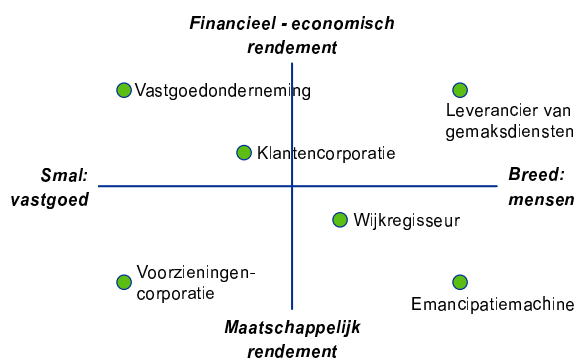 Financieel - economisch
rendement
Vastgoedonderneming
Leverancier van
gemaksdiensten
Klantencorporatie
Smal:
vastgoed
Breed:
mensen
Wijkregisseur
Voorzieningen-
corporatie
Emancipatiemachine
Maatschappelijk
rendement